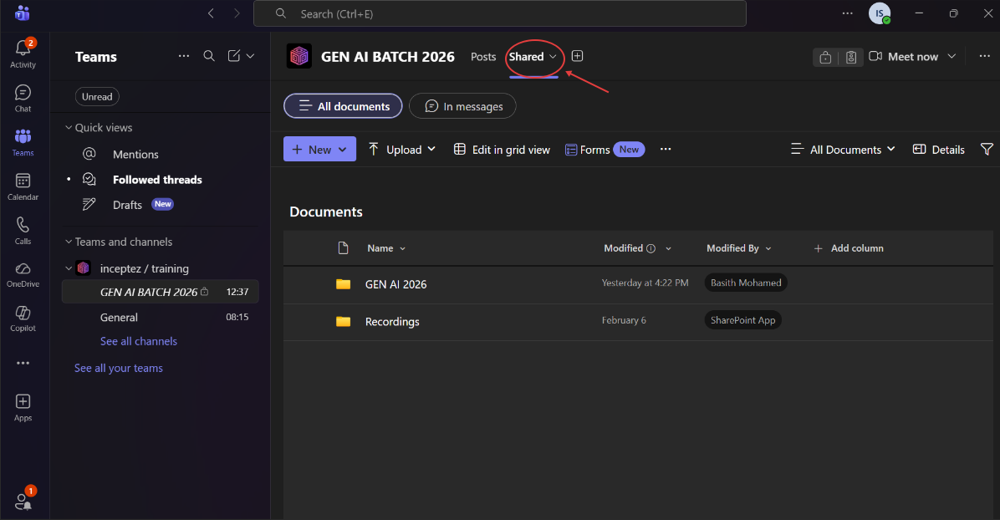 Search (Ctrl+E)
IS
2
Activity
Chat
Teams
Calendar
Calls
OneDrive
Copilot
Apps
1
Teams
Unread
Quick views
Mentions
Followed threads
Drafts New
Teams and channels
inceptez / training
GEN AI BATCH 2026 12:37
General 08:15
See all channels
See all your teams
GEN AI BATCH 2026 Posts Shared Meet now
All documents In messages
New Upload Edit in grid view Forms New All Documents Details
Documents
Name Modified Modified By Add column
GEN AI 2026 Yesterday at 4:22 PM Basith Mohamed
Recordings February 6 SharePoint App